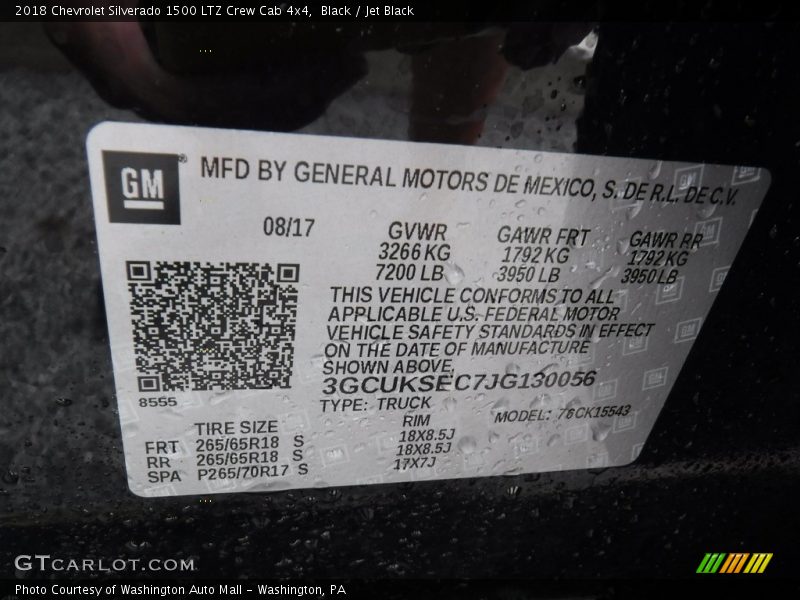 2018 Chevrolet Silverado 1500 LTZ Crew Cab 4x4, Black / Jet Black
GM®
MFD BY GENERAL MOTORS DE MEXICO, S. DE R.L. DE C.V.
08/17
GVWR GAWR FRT GAWR RR
3266 KG 1792 KG 1792 KG
7200 LB 3950 LB 3950 LB
THIS VEHICLE CONFORMS TO ALL
APPLICABLE U.S. FEDERAL MOTOR
VEHICLE SAFETY STANDARDS IN EFFECT
ON THE DATE OF MANUFACTURE
SHOWN ABOVE.
3GCUKSEC7JG130056
8555
TYPE: TRUCK MODEL: 76CK15543
TIRE SIZE RIM
FRT 265/65R18 S 18X8.5J
RR 265/65R18 S 18X8.5J
SPA P265/70R17 S 17X7J
GTCARLOT.COM
Photo Courtesy of Washington Auto Mall - Washington, PA